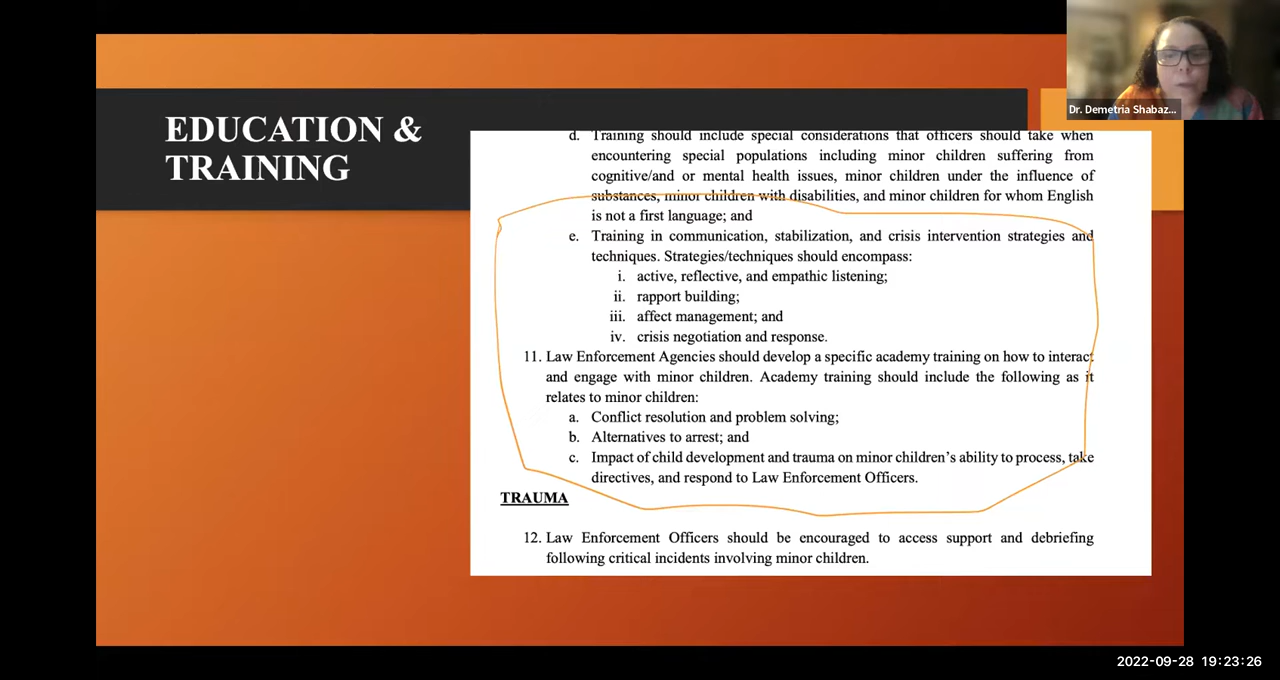 Dr. Demetria Shabaz...
EDUCATION &
TRAINING
d. Training should include special considerations that officers should take when
encountering special populations including minor children suffering from
cognitive/and or mental health issues, minor children under the influence of
substances, minor children with disabilities, and minor children for whom English
is not a first language; and
e. Training in communication, stabilization, and crisis intervention strategies and
techniques. Strategies/techniques should encompass:
i. active, reflective, and empathic listening;
ii. rapport building;
iii. affect management; and
iv. crisis negotiation and response.
11. Law Enforcement Agencies should develop a specific academy training on how to interact
and engage with minor children. Academy training should include the following as it
relates to minor children:
a. Conflict resolution and problem solving;
b. Alternatives to arrest; and
c. Impact of child development and trauma on minor children's ability to process, take
directives, and respond to Law Enforcement Officers.
TRAUMA
12. Law Enforcement Officers should be encouraged to access support and debriefing
following critical incidents involving minor children.
2022-09-28 19:23:26